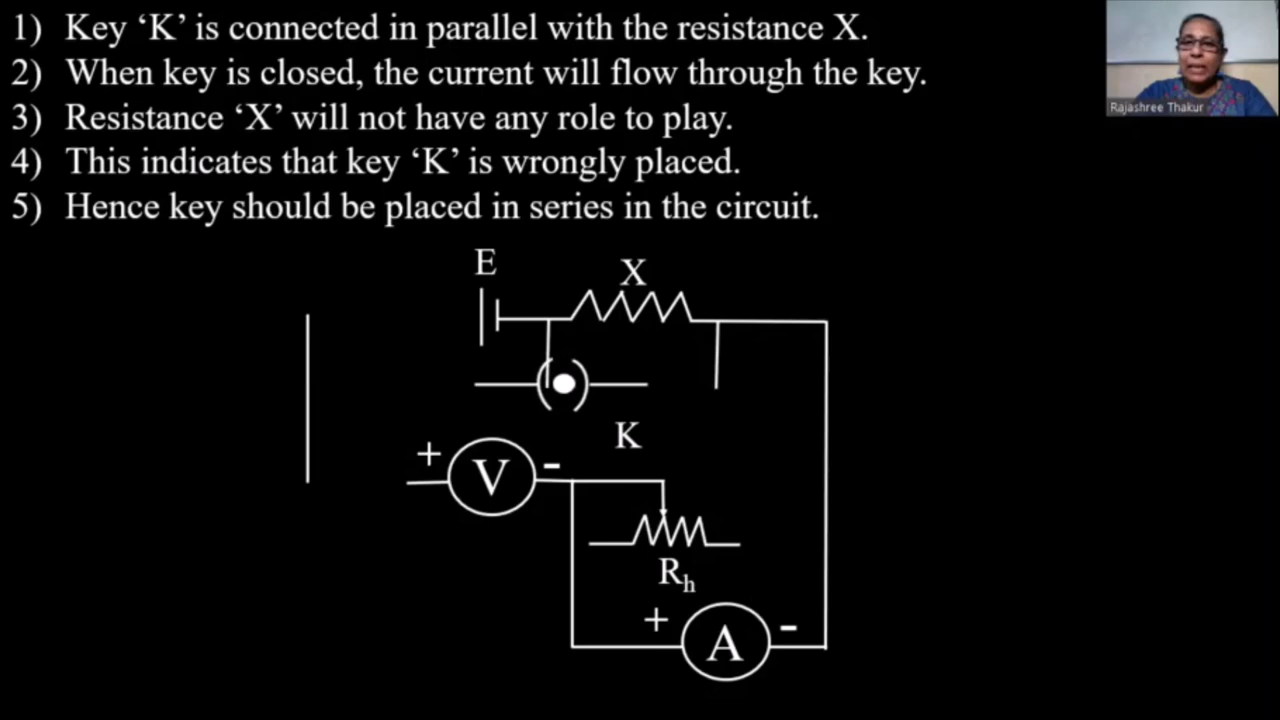 1) Key ‘K’ is connected in parallel with the resistance X.
2) When key is closed, the current will flow through the key.
3) Resistance ‘X’ will not have any role to play.
4) This indicates that key ‘K’ is wrongly placed.
5) Hence key should be placed in series in the circuit.
Rajashree Thakur
E
X
K
+ V -
Rh
+ A -